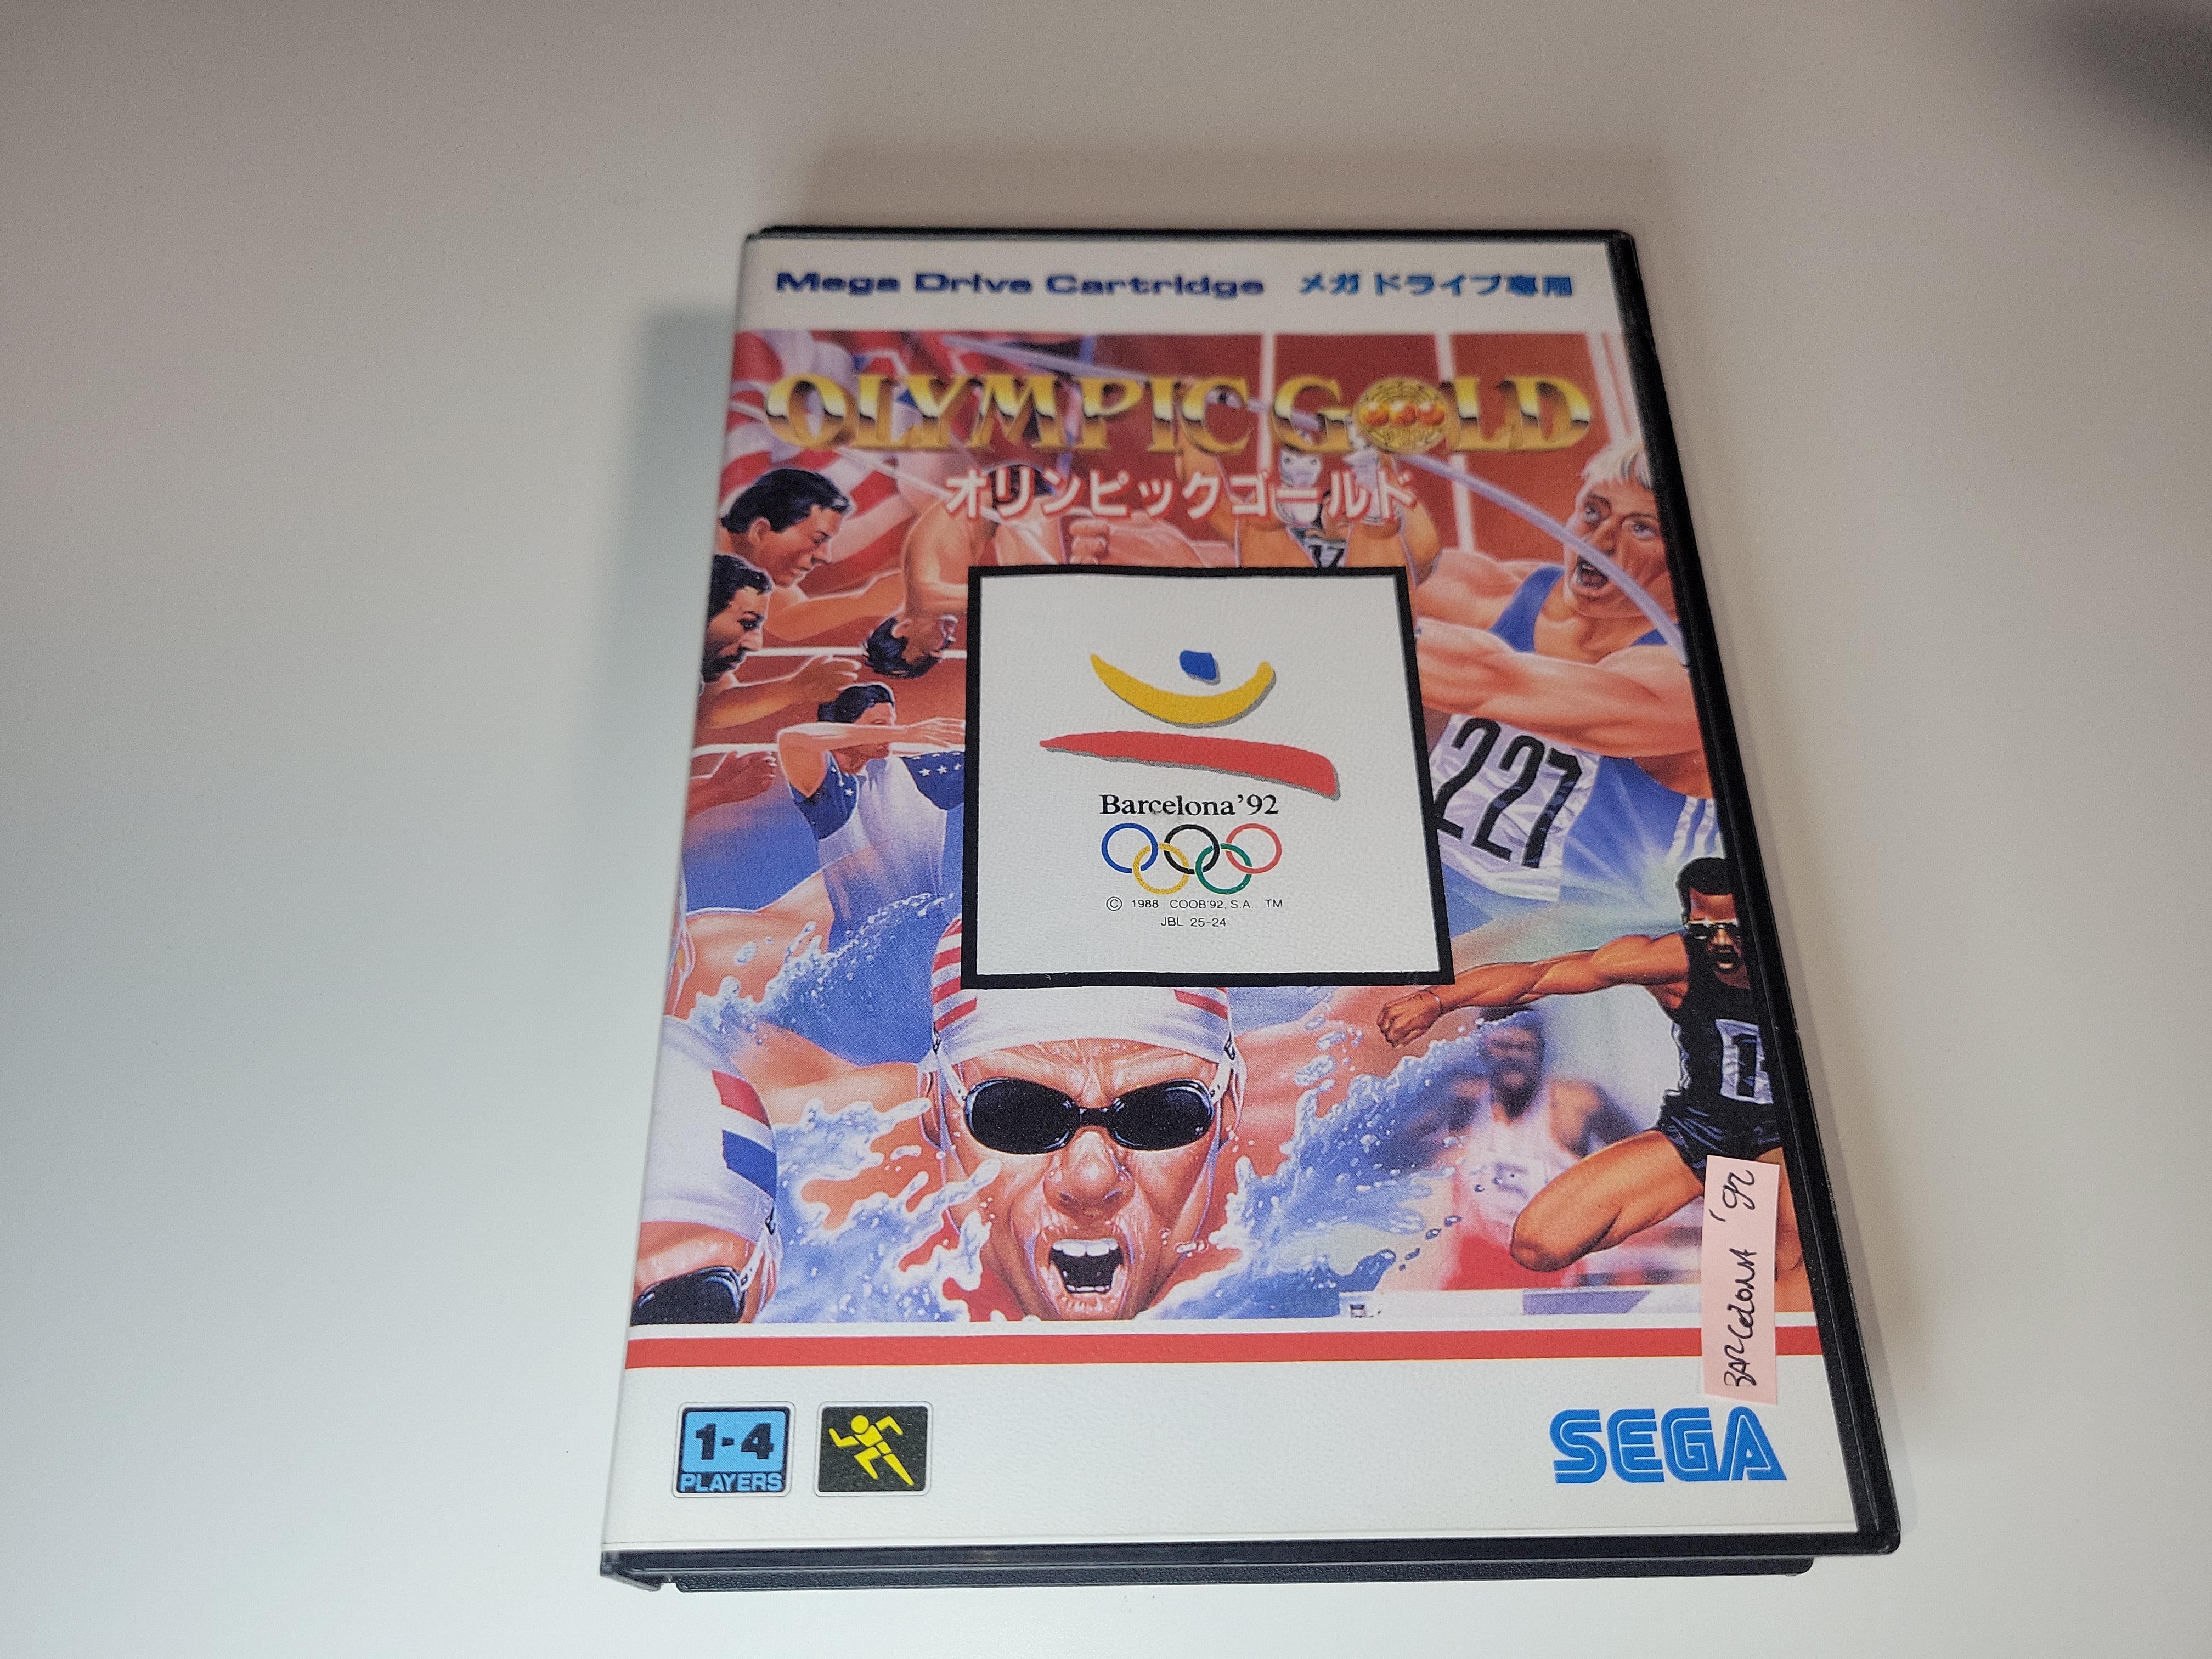 Mega Drive Cartridge メガドライブ専用
OLYMPIC GOLD
オリンピックゴールド
17
227
Barcelona'92
© 1988 COOB'92, S.A. TM
JBL 25-24
1
BARCELONA '92
1-4
PLAYERS
SEGA